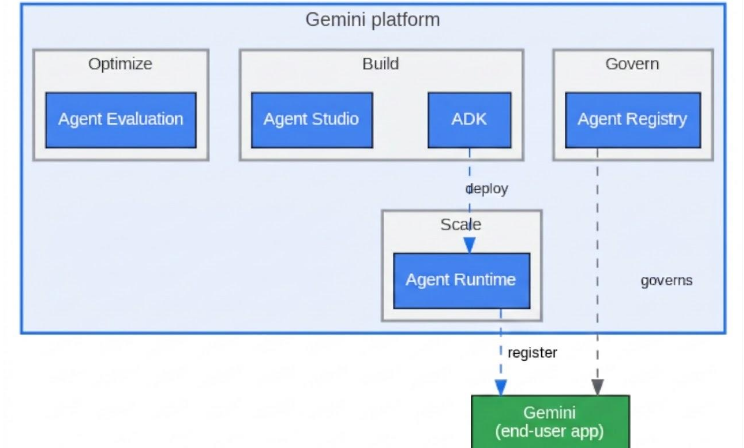 Gemini platform
Optimize
Build
Govern
Agent Evaluation
Agent Studio
ADK
Agent Registry
deploy
Scale
Agent Runtime
governs
register
Gemini
(end-user app)